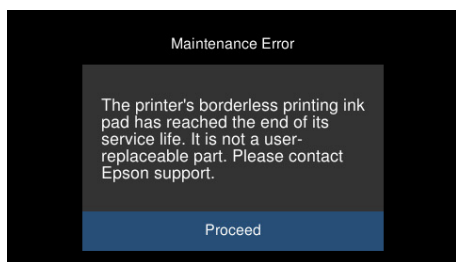 Maintenance Error
The printer's borderless printing ink
pad has reached the end of its
service life. It is not a user-
replaceable part. Please contact
Epson support.
Proceed